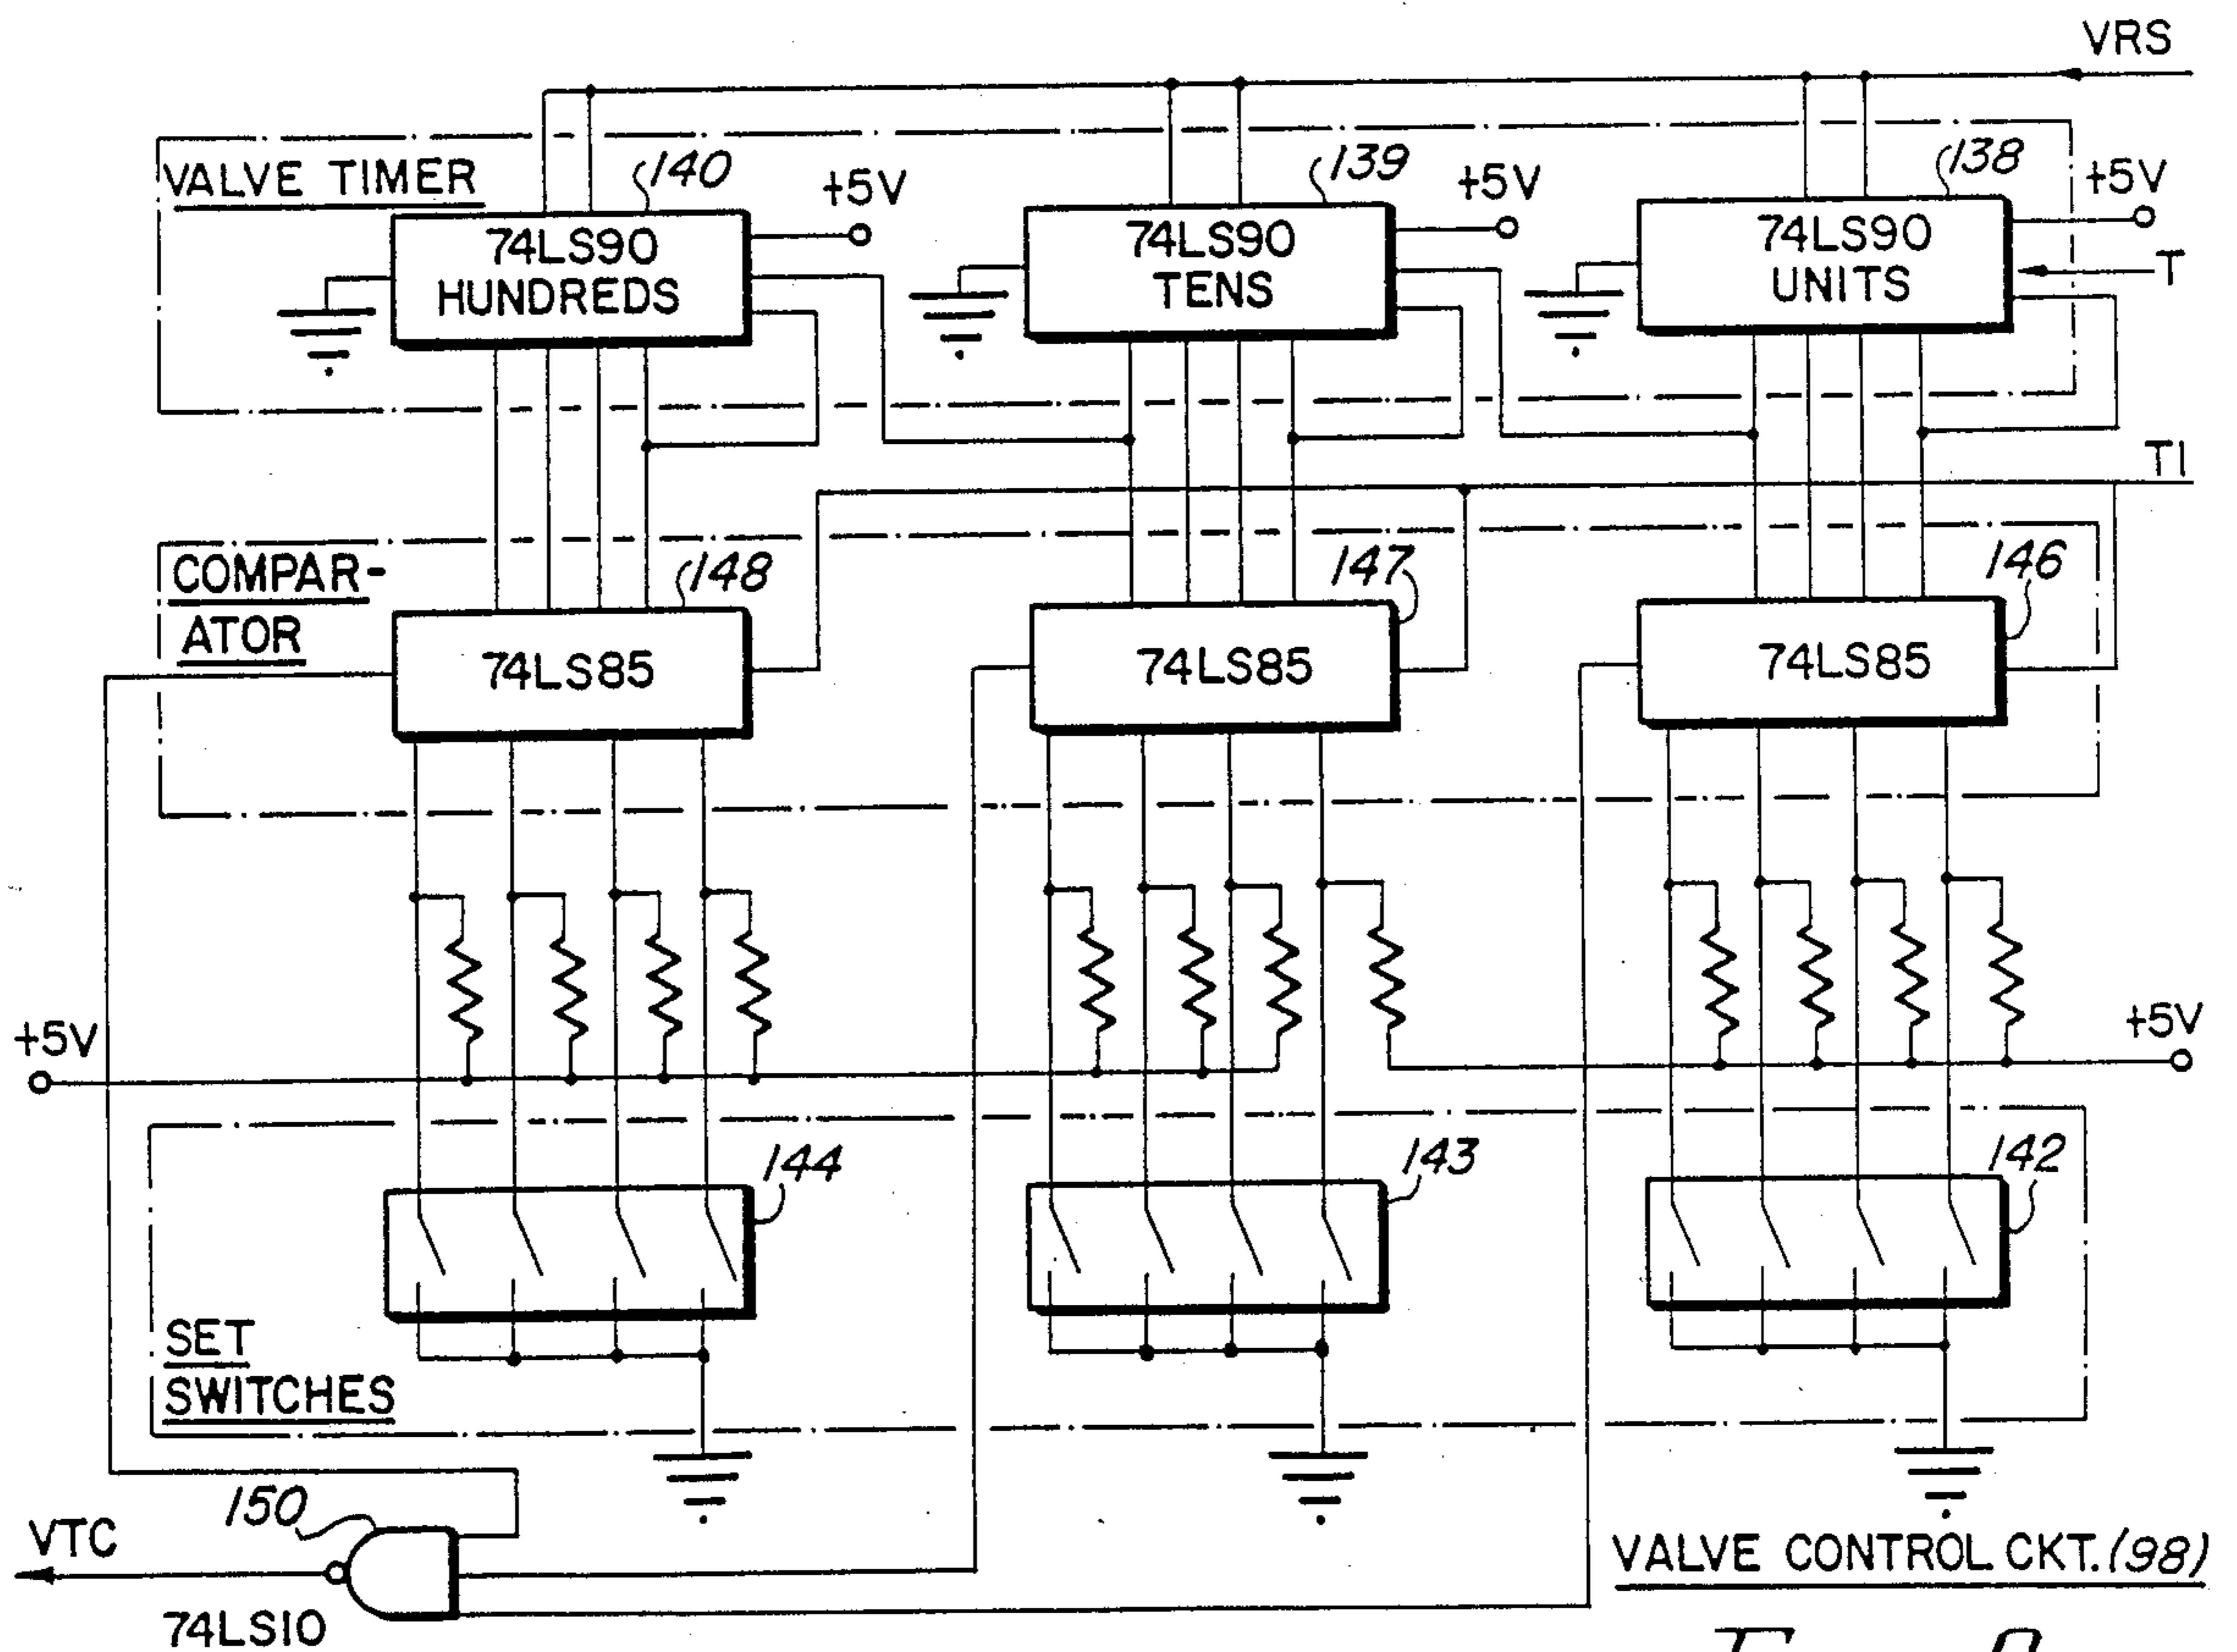 VRS
VALVE TIMER
140
+5V
139
+5V
138
+5V
74LS90
HUNDREDS
74LS90
TENS
74LS90
UNITS
T
T1
COMPAR-
ATOR
148
147
146
74LS85
74LS85
74LS85
+5V
+5V
144
143
142
SET
SWITCHES
150
VTC
74LS10
VALVE CONTROL CKT. (98)